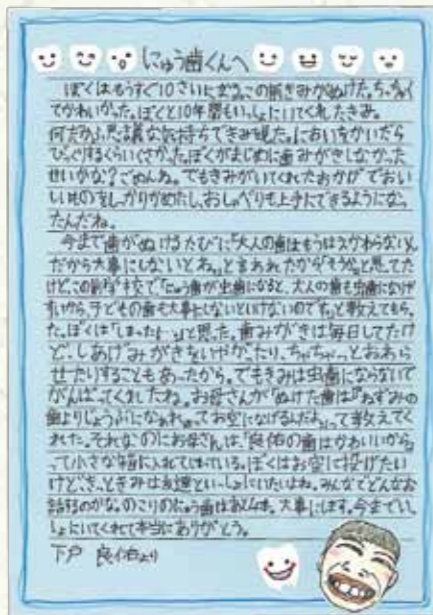 にゅう歯くんへ
ぼくはもうすぐ10さいになる。この前きみがぬけた。ちっちゃく
てかわいかった。ぼくと10年間もいっしょにいてくれたきみ。
何だかふ思議な気持ちできみを見た。においをかいだら
びっくりするくらいくさかった。ぼくがまじめに歯みがきしなかった
せいかな?ごめんね。でもきみがいてくれたおかげでおい
しいものをしっかりかめたし、おしゃべりも上手にできるようになっ
たんだね。
今まで歯がぬけるたびに「大人の歯はもうはえかわらないよ。
だから大事にしないとね。」と言われたから「そうか」と思ってた
けど、この前学校で、「にゅう歯が虫歯になると、大人の歯も虫歯になりや
すいから、子どもの歯も大事にしないといけないのです。」と教えてもらっ
た。ぼくは「しまった…。」と思った。歯みがきは毎日してたけ
ど、しあげみがきをいやがったり、ちゃちゃっとおわら
せたりすることもあったから。でもきみは虫歯にならないで
がんばってくれたね。お母さんが「ぬけた歯は『ねずみの
歯よりじょうぶになぁれ。』ってお空になげるんだよ。」って教えてく
れた。それなのにお母さんは、「良佑の歯はかわいいから。」
って小さな箱に入れてしまっている。ぼくはお空に投げたい
けど、きっときみは友達といっしょにいたいよね。みんなでどんなお
話するのかな。のこりのにゅう歯はあと本。大事にします。今までいっ
しょにいてくれて本当にありがとう。
下戸 良佑より